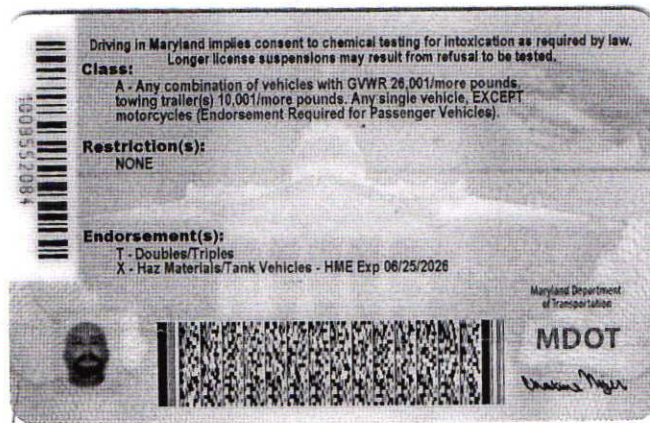 Driving in Maryland implies consent to chemical testing for intoxication as required by law.
Longer license suspensions may result from refusal to be tested.
Class:
A - Any combination of vehicles with GVWR 26,001/more pounds,
towing trailer(s) 10,001/more pounds. Any single vehicle, EXCEPT
motorcycles (Endorsement Required for Passenger Vehicles).
1008552084
Restriction(s):
NONE
Endorsement(s):
T - Doubles/Triples
X - Haz Materials/Tank Vehicles - HME Exp 06/25/2026
Maryland Department
of Transportation
MDOT